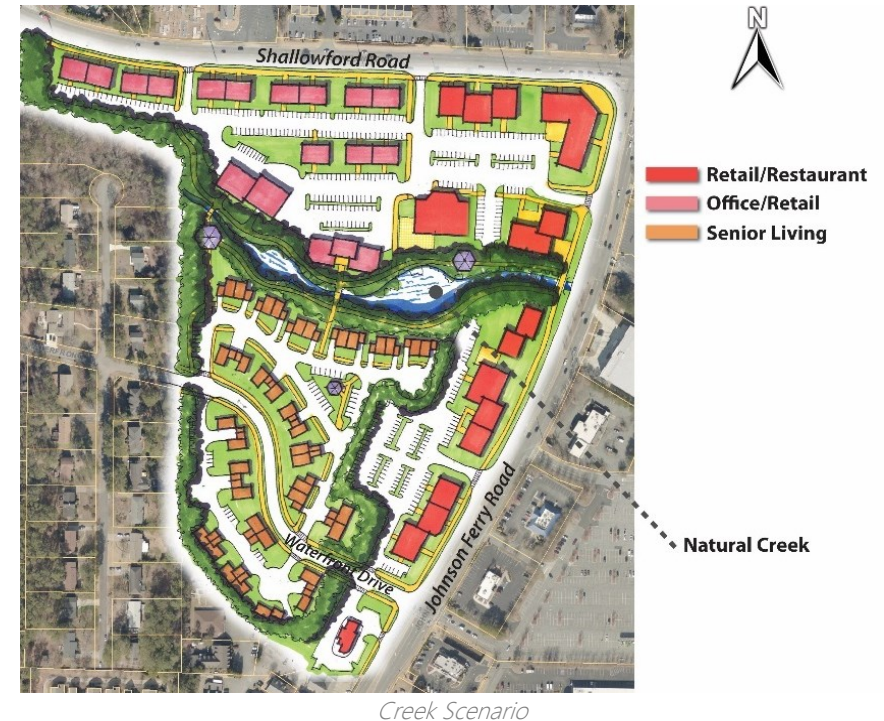 N
Shallowford Road
Retail/Restaurant
Office/Retail
Senior Living
Johnson Ferry Road
Natural Creek
Waterfront Drive
Creek Scenario